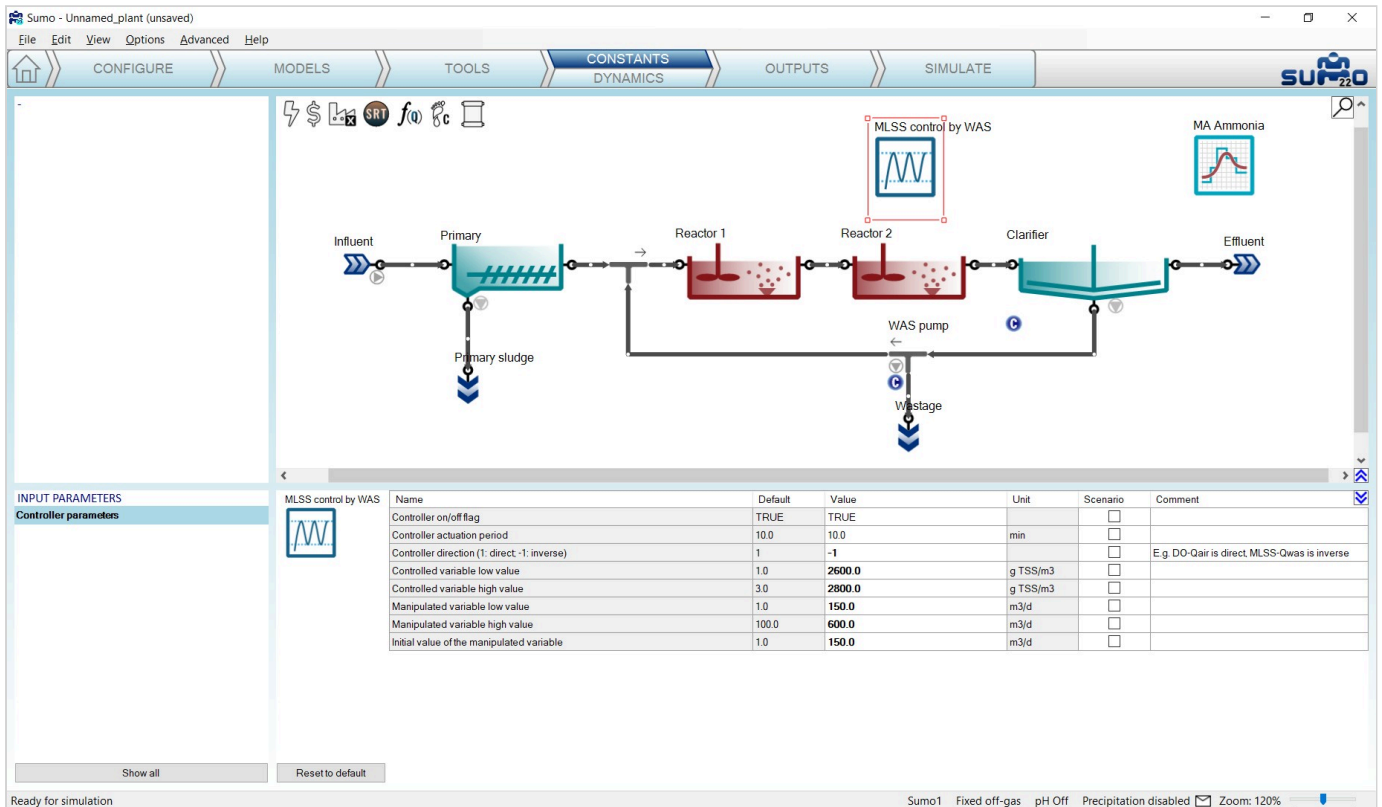 Sumo - Unnamed_plant (unsaved)
File Edit View Options Advanced Help
CONFIGURE MODELS TOOLS CONSTANTS DYNAMICS OUTPUTS SIMULATE
SUMO 22
-
$ X SRT f(Q) C
MLSS control by WAS
MA Ammonia
Influent
Primary
Reactor 1
Reactor 2
Clarifier
Effluent
WAS pump
C
C
Primary sludge
Wastage
INPUT PARAMETERS
Controller parameters
MLSS control by WAS
Name Default Value Unit Scenario Comment
Controller on/off flag TRUE TRUE
Controller actuation period 10.0 10.0 min
Controller direction (1: direct; -1: inverse) 1 -1 E.g. DO-Qair is direct, MLSS-Qwas is inverse
Controlled variable low value 1.0 2600.0 g TSS/m3
Controlled variable high value 3.0 2800.0 g TSS/m3
Manipulated variable low value 1.0 150.0 m3/d
Manipulated variable high value 100.0 600.0 m3/d
Initial value of the manipulated variable 1.0 150.0 m3/d
Show all
Reset to default
Ready for simulation
Sumo1 Fixed off-gas pH Off Precipitation disabled Zoom: 120%